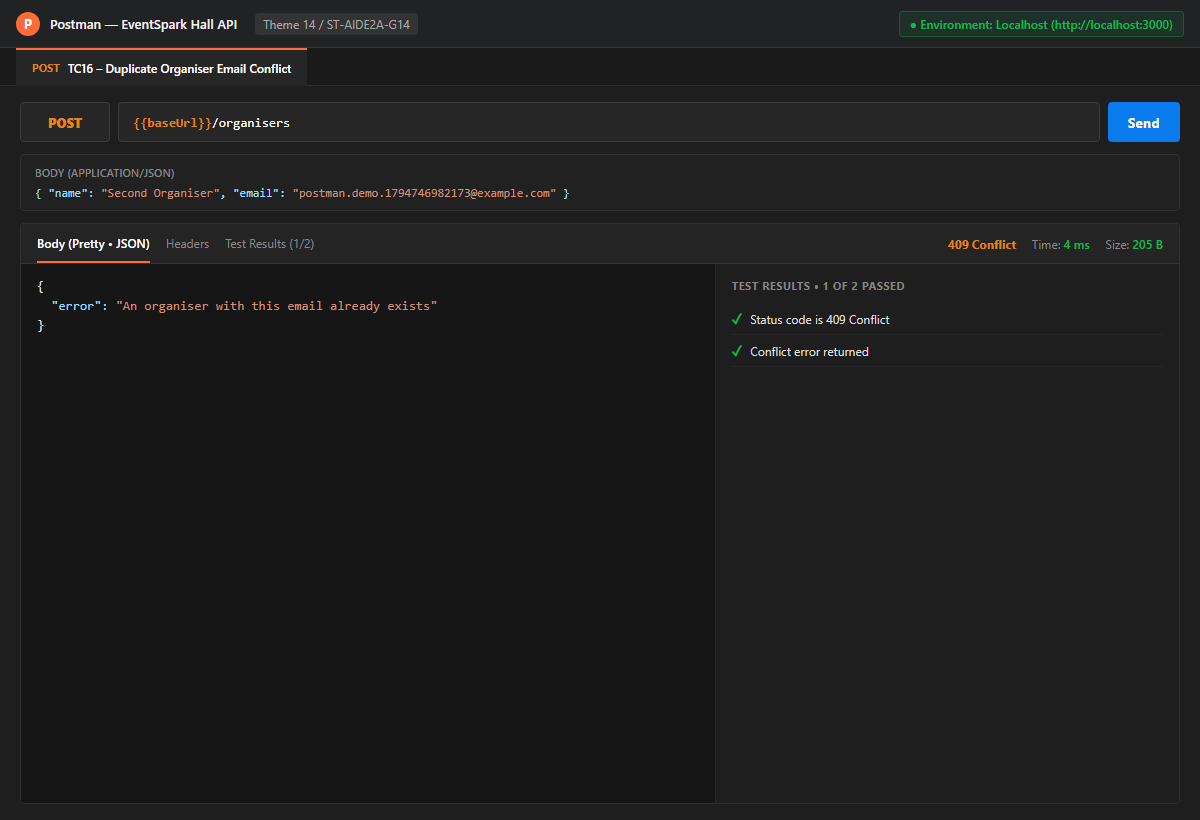 P Postman — EventSpark Hall API Theme 14 / ST-AIDE2A-G14 ● Environment: Localhost (http://localhost:3000)
POST TC16 – Duplicate Organiser Email Conflict
POST {{baseUrl}}/organisers Send
BODY (APPLICATION/JSON)
{ "name": "Second Organiser", "email": "postman.demo.1794746982173@example.com" }
Body (Pretty • JSON) Headers Test Results (1/2) 409 Conflict Time: 4 ms Size: 205 B
{
"error": "An organiser with this email already exists"
}
TEST RESULTS • 1 OF 2 PASSED
✓ Status code is 409 Conflict
✓ Conflict error returned